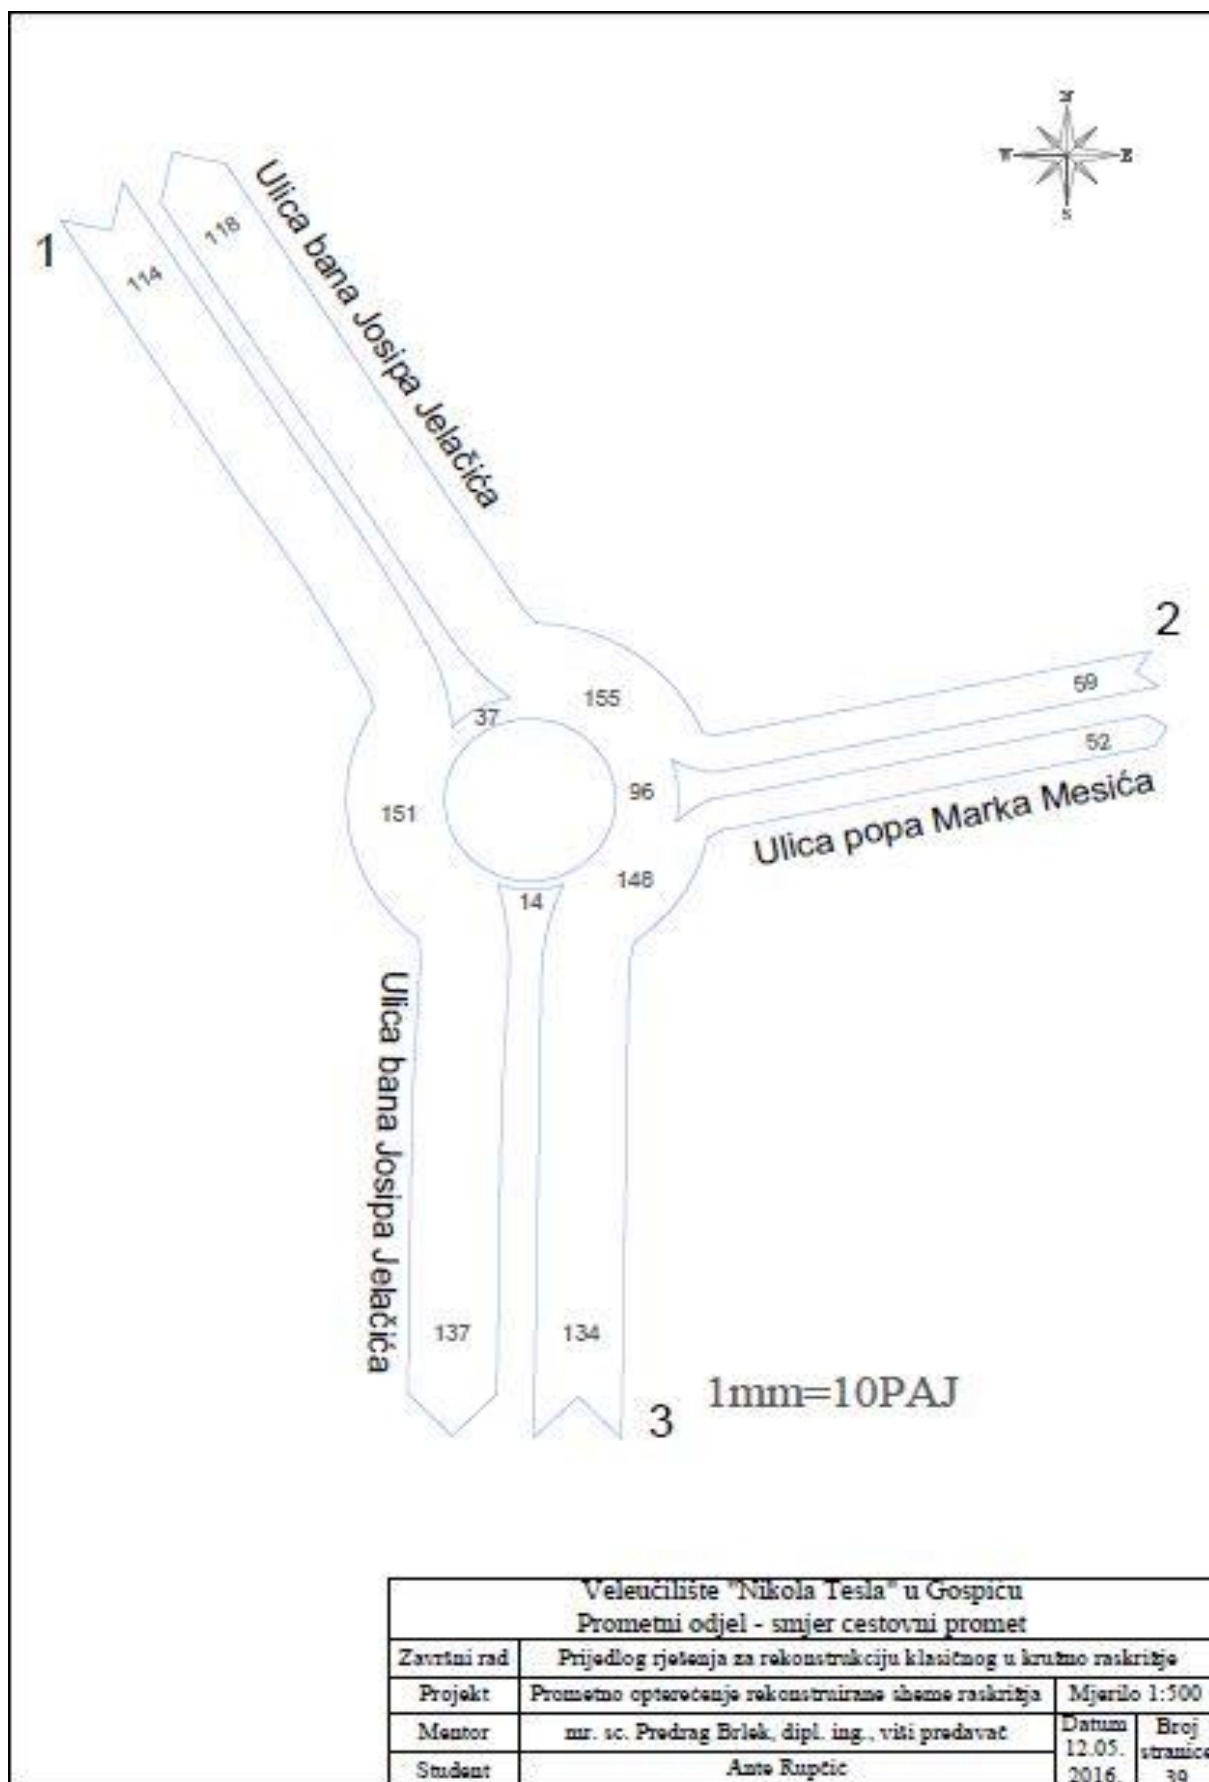 N
W E
S
1
114
118
Ulica bana Josipa Jelačića
2
59
52
Ulica popa Marka Mesića
155
37
96
151
148
14
Ulica bana Josipa Jelačića
137
134
3
1mm=10PAJ
Veleučilište "Nikola Tesla" u Gospiću
Prometni odjel - smjer cestovni promet
Završni rad Prijedlog rješenja za rekonstrukciju klasičnog u kružno raskrižje
Projekt Prometno opterećenje rekonstruirane sheme raskrižja Mjerilo 1:500
Mentor mr. sc. Predrag Brlek, dipl. ing., viši predavač
Datum 12.05. 2016.
Broj stranice 39
Student Ante Rupčić